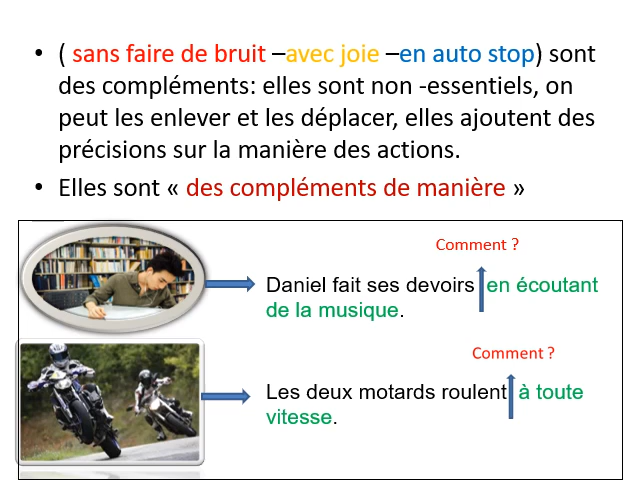 • ( sans faire de bruit –avec joie –en auto stop) sont
des compléments: elles sont non -essentiels, on
peut les enlever et les déplacer, elles ajoutent des
précisions sur la manière des actions.
• Elles sont « des compléments de manière »
Comment ?
Daniel fait ses devoirs en écoutant
de la musique.
Comment ?
Les deux motards roulent à toute
vitesse.